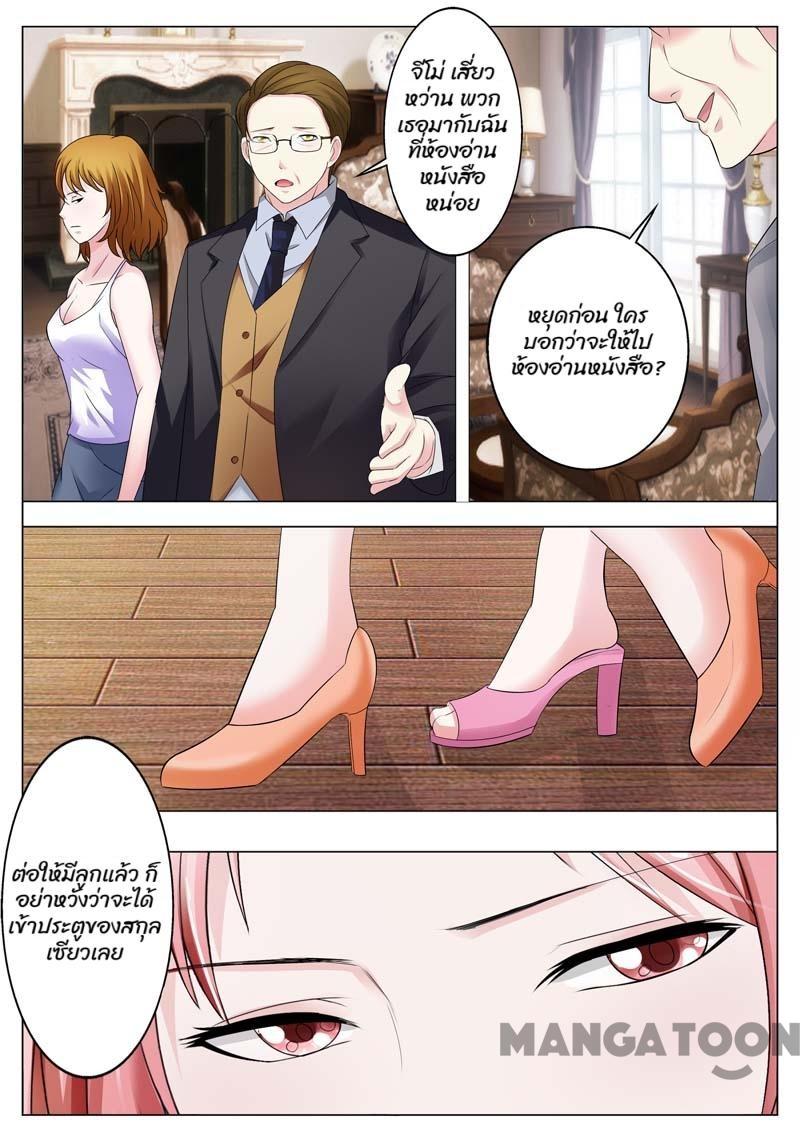 จีโม่ เสี่ยว
หว่าน พวก
เธอมากับฉัน
ที่ห้องอ่าน
หนังสือ
หน่อย
หยุดก่อน ใคร
บอกว่าจะให้ไป
ห้องอ่านหนังสือ?
ต่อให้มีลูกแล้ว ก็
อย่าหวังว่าจะได้
เข้าประตูของสกุล
เซียวเลย
MANGATOON